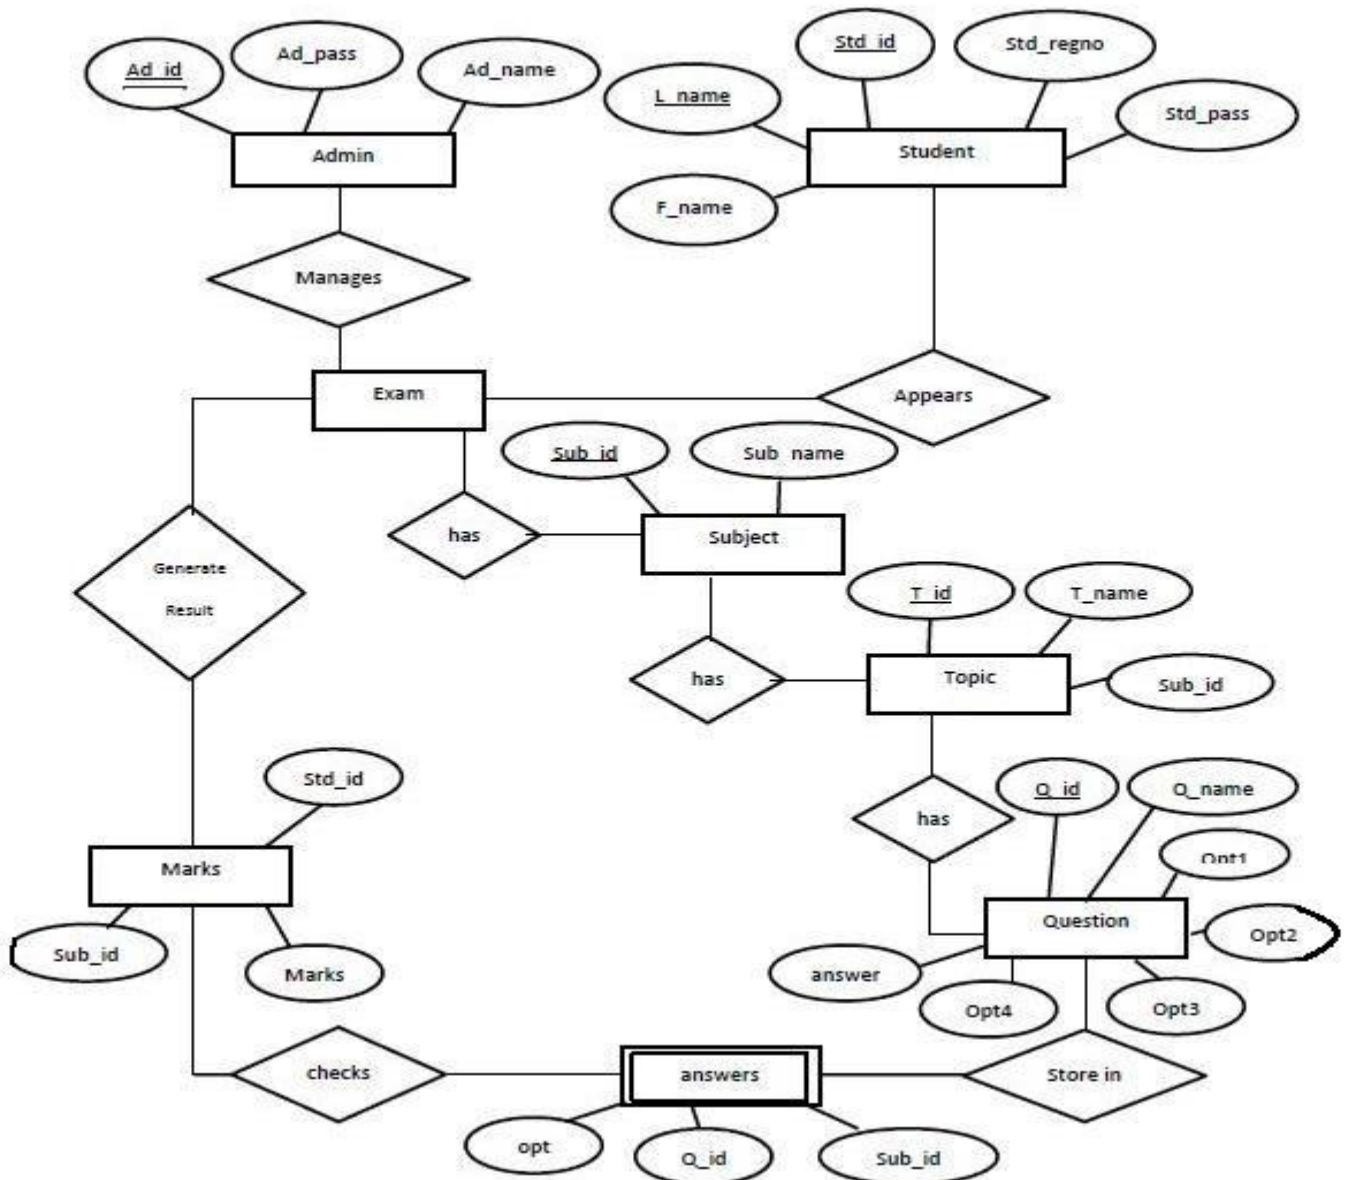 Ad_id
Ad_pass
Ad_name
Std_id
Std_regno
L_name
Std_pass
Admin
Student
F_name
Manages
Exam
Appears
Sub_id
Sub_name
has
Subject
Generate
Result
T_id
T_name
has
Topic
Sub_id
Std_id
Q_id
Q_name
has
Opt1
Marks
Question
Opt2
Sub_id
Marks
answer
Opt4
Opt3
checks
answers
Store in
opt
Q_id
Sub_id